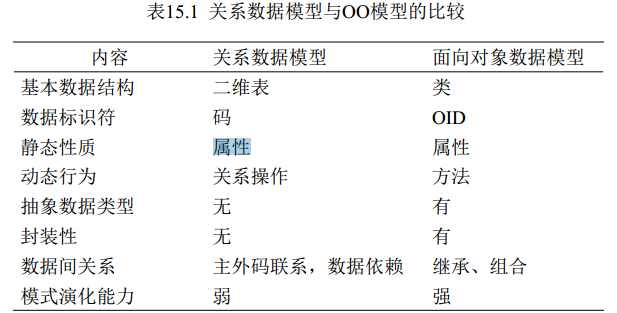 表15.1 关系数据模型与OO模型的比较
内容 关系数据模型 面向对象数据模型
基本数据结构 二维表 类
数据标识符 码 OID
静态性质 属性 属性
动态行为 关系操作 方法
抽象数据类型 无 有
封装性 无 有
数据间关系 主外码联系，数据依赖 继承、组合
模式演化能力 弱 强